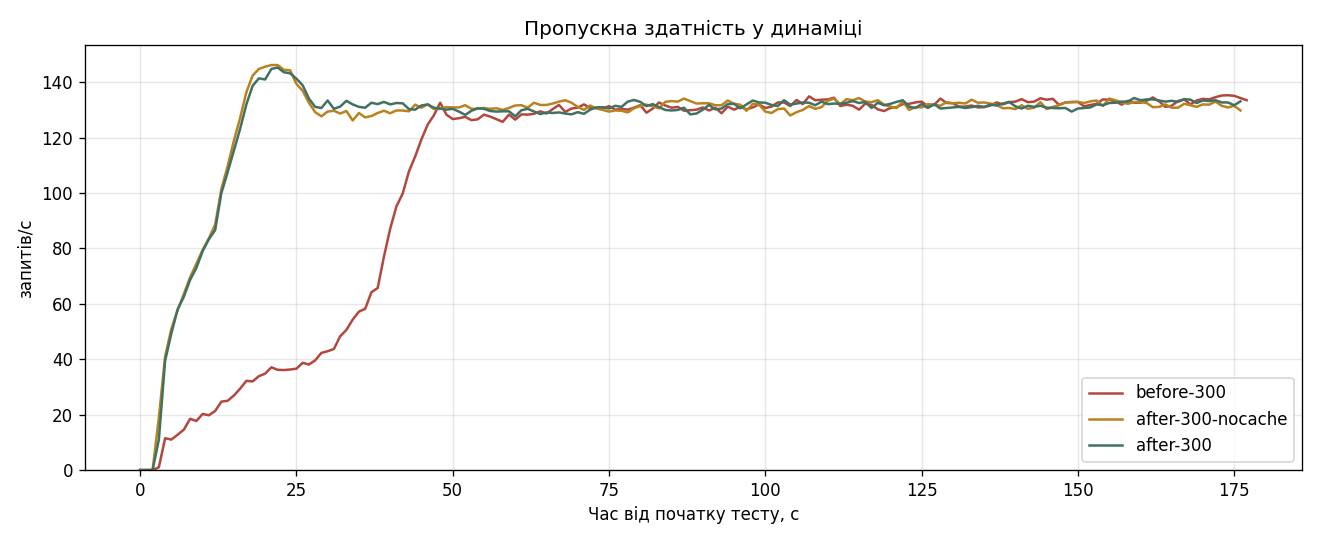 Пропускна здатність у динаміці
запитів/с
140
120
100
80
60
40
20
0
0 25 50 75 100 125 150 175
Час від початку тесту, с
before-300
after-300-nocache
after-300